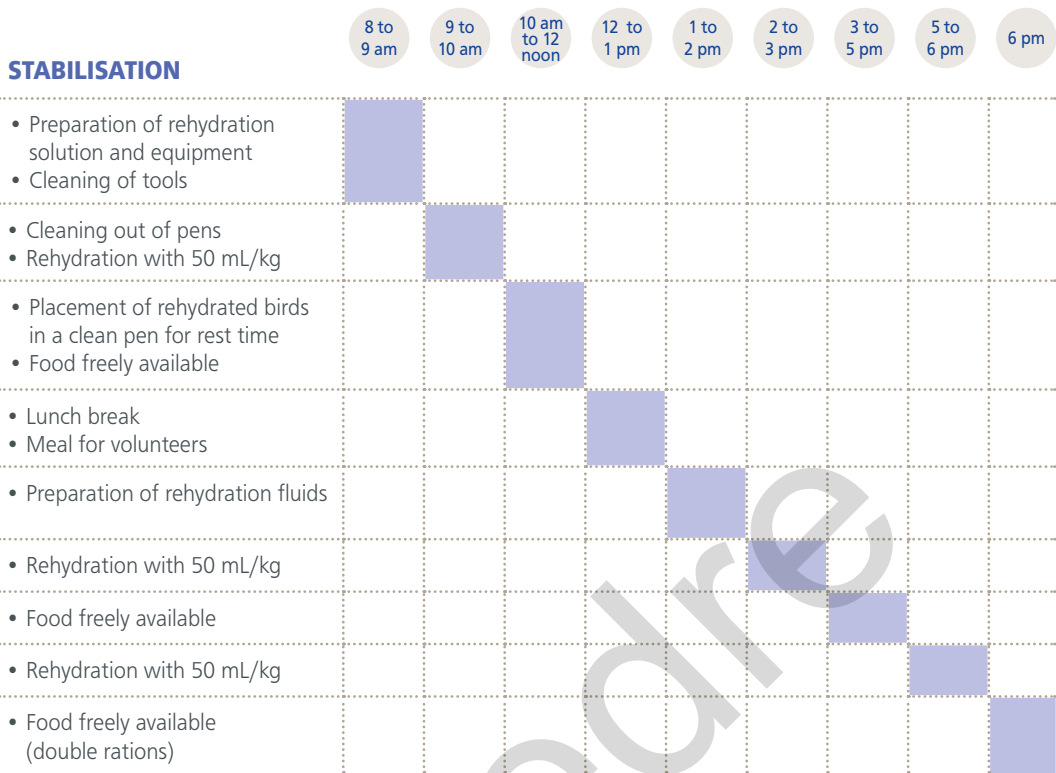 8 to
9 am
9 to
10 am
10 am
to 12
noon
12 to
1 pm
1 to
2 pm
2 to
3 pm
3 to
5 pm
5 to
6 pm
6 pm
STABILISATION
• Preparation of rehydration
solution and equipment
• Cleaning of tools
• Cleaning out of pens
• Rehydration with 50 mL/kg
• Placement of rehydrated birds
in a clean pen for rest time
• Food freely available
• Lunch break
• Meal for volunteers
• Preparation of rehydration fluids
• Rehydration with 50 mL/kg
• Food freely available
• Rehydration with 50 mL/kg
• Food freely available
(double rations)